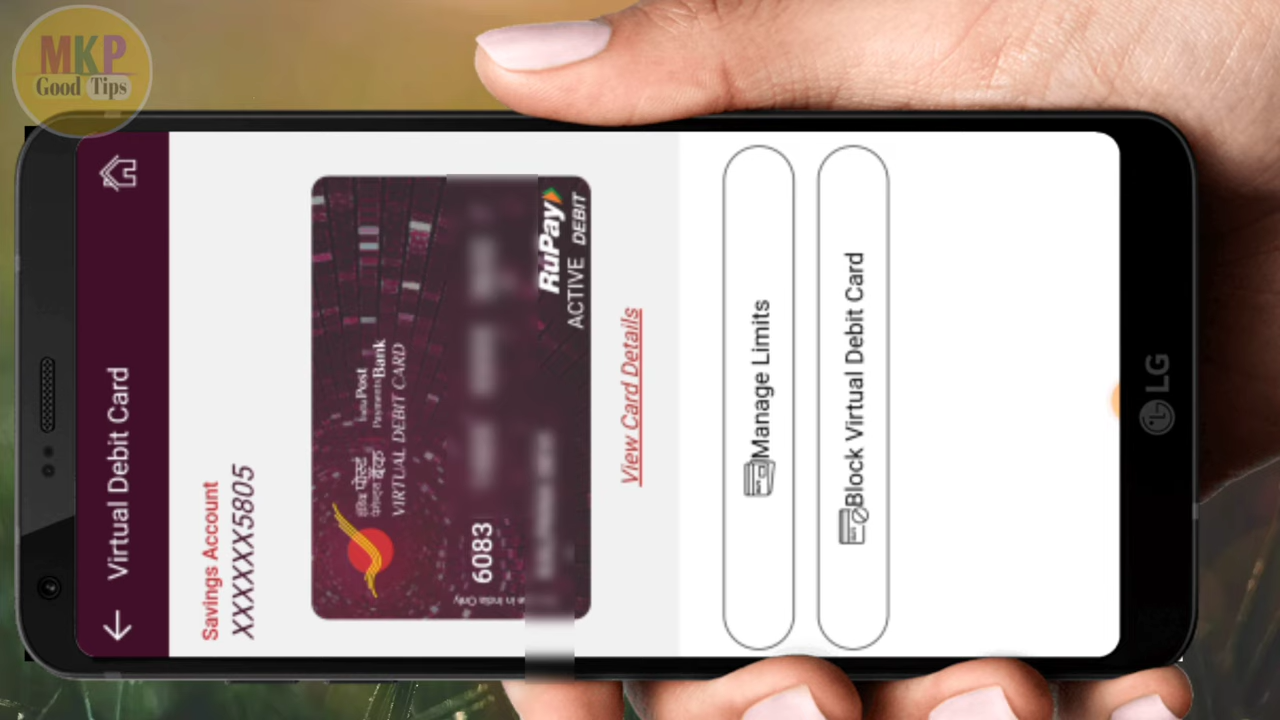 MKP
Good Tips
Virtual Debit Card
Savings Account
XXXXXX5805
इंडिया पोस्ट
पेमेंट्स बैंक
India Post
Payments Bank
VIRTUAL DEBIT CARD
6083
RuPay
ACTIVE DEBIT
View Card Details
Manage Limits
Block Virtual Debit Card
LG